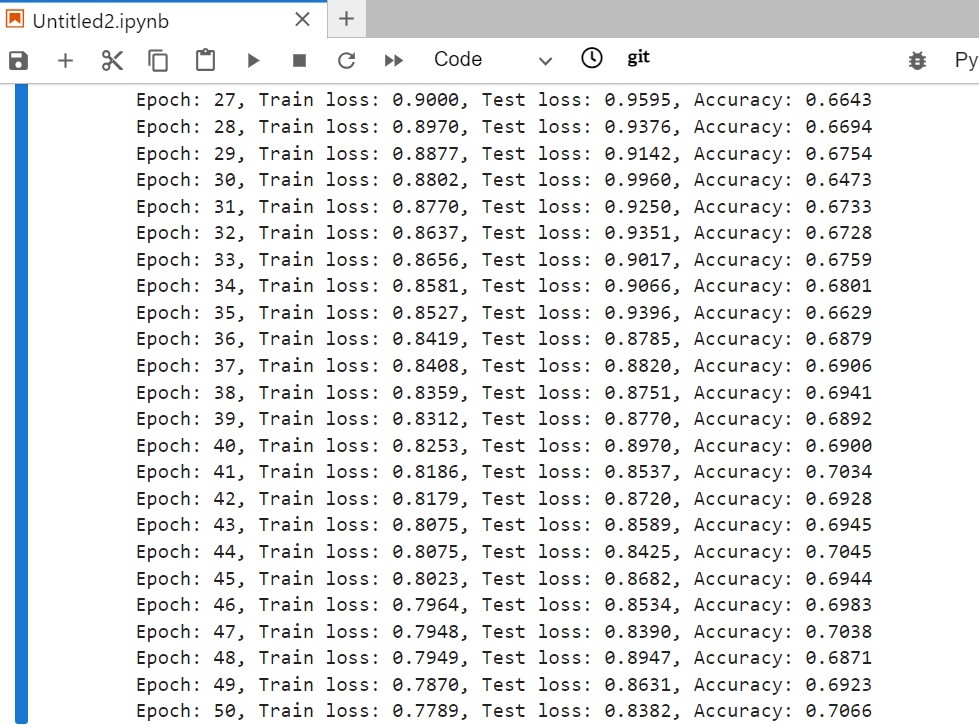 Untitled2.ipynb
Code git Py
Epoch: 27, Train loss: 0.9000, Test loss: 0.9595, Accuracy: 0.6643
Epoch: 28, Train loss: 0.8970, Test loss: 0.9376, Accuracy: 0.6694
Epoch: 29, Train loss: 0.8877, Test loss: 0.9142, Accuracy: 0.6754
Epoch: 30, Train loss: 0.8802, Test loss: 0.9960, Accuracy: 0.6473
Epoch: 31, Train loss: 0.8770, Test loss: 0.9250, Accuracy: 0.6733
Epoch: 32, Train loss: 0.8637, Test loss: 0.9351, Accuracy: 0.6728
Epoch: 33, Train loss: 0.8656, Test loss: 0.9017, Accuracy: 0.6759
Epoch: 34, Train loss: 0.8581, Test loss: 0.9066, Accuracy: 0.6801
Epoch: 35, Train loss: 0.8527, Test loss: 0.9396, Accuracy: 0.6629
Epoch: 36, Train loss: 0.8419, Test loss: 0.8785, Accuracy: 0.6879
Epoch: 37, Train loss: 0.8408, Test loss: 0.8820, Accuracy: 0.6906
Epoch: 38, Train loss: 0.8359, Test loss: 0.8751, Accuracy: 0.6941
Epoch: 39, Train loss: 0.8312, Test loss: 0.8770, Accuracy: 0.6892
Epoch: 40, Train loss: 0.8253, Test loss: 0.8970, Accuracy: 0.6900
Epoch: 41, Train loss: 0.8186, Test loss: 0.8537, Accuracy: 0.7034
Epoch: 42, Train loss: 0.8179, Test loss: 0.8720, Accuracy: 0.6928
Epoch: 43, Train loss: 0.8075, Test loss: 0.8589, Accuracy: 0.6945
Epoch: 44, Train loss: 0.8075, Test loss: 0.8425, Accuracy: 0.7045
Epoch: 45, Train loss: 0.8023, Test loss: 0.8682, Accuracy: 0.6944
Epoch: 46, Train loss: 0.7964, Test loss: 0.8534, Accuracy: 0.6983
Epoch: 47, Train loss: 0.7948, Test loss: 0.8390, Accuracy: 0.7038
Epoch: 48, Train loss: 0.7949, Test loss: 0.8947, Accuracy: 0.6871
Epoch: 49, Train loss: 0.7870, Test loss: 0.8631, Accuracy: 0.6923
Epoch: 50, Train loss: 0.7789, Test loss: 0.8382, Accuracy: 0.7066